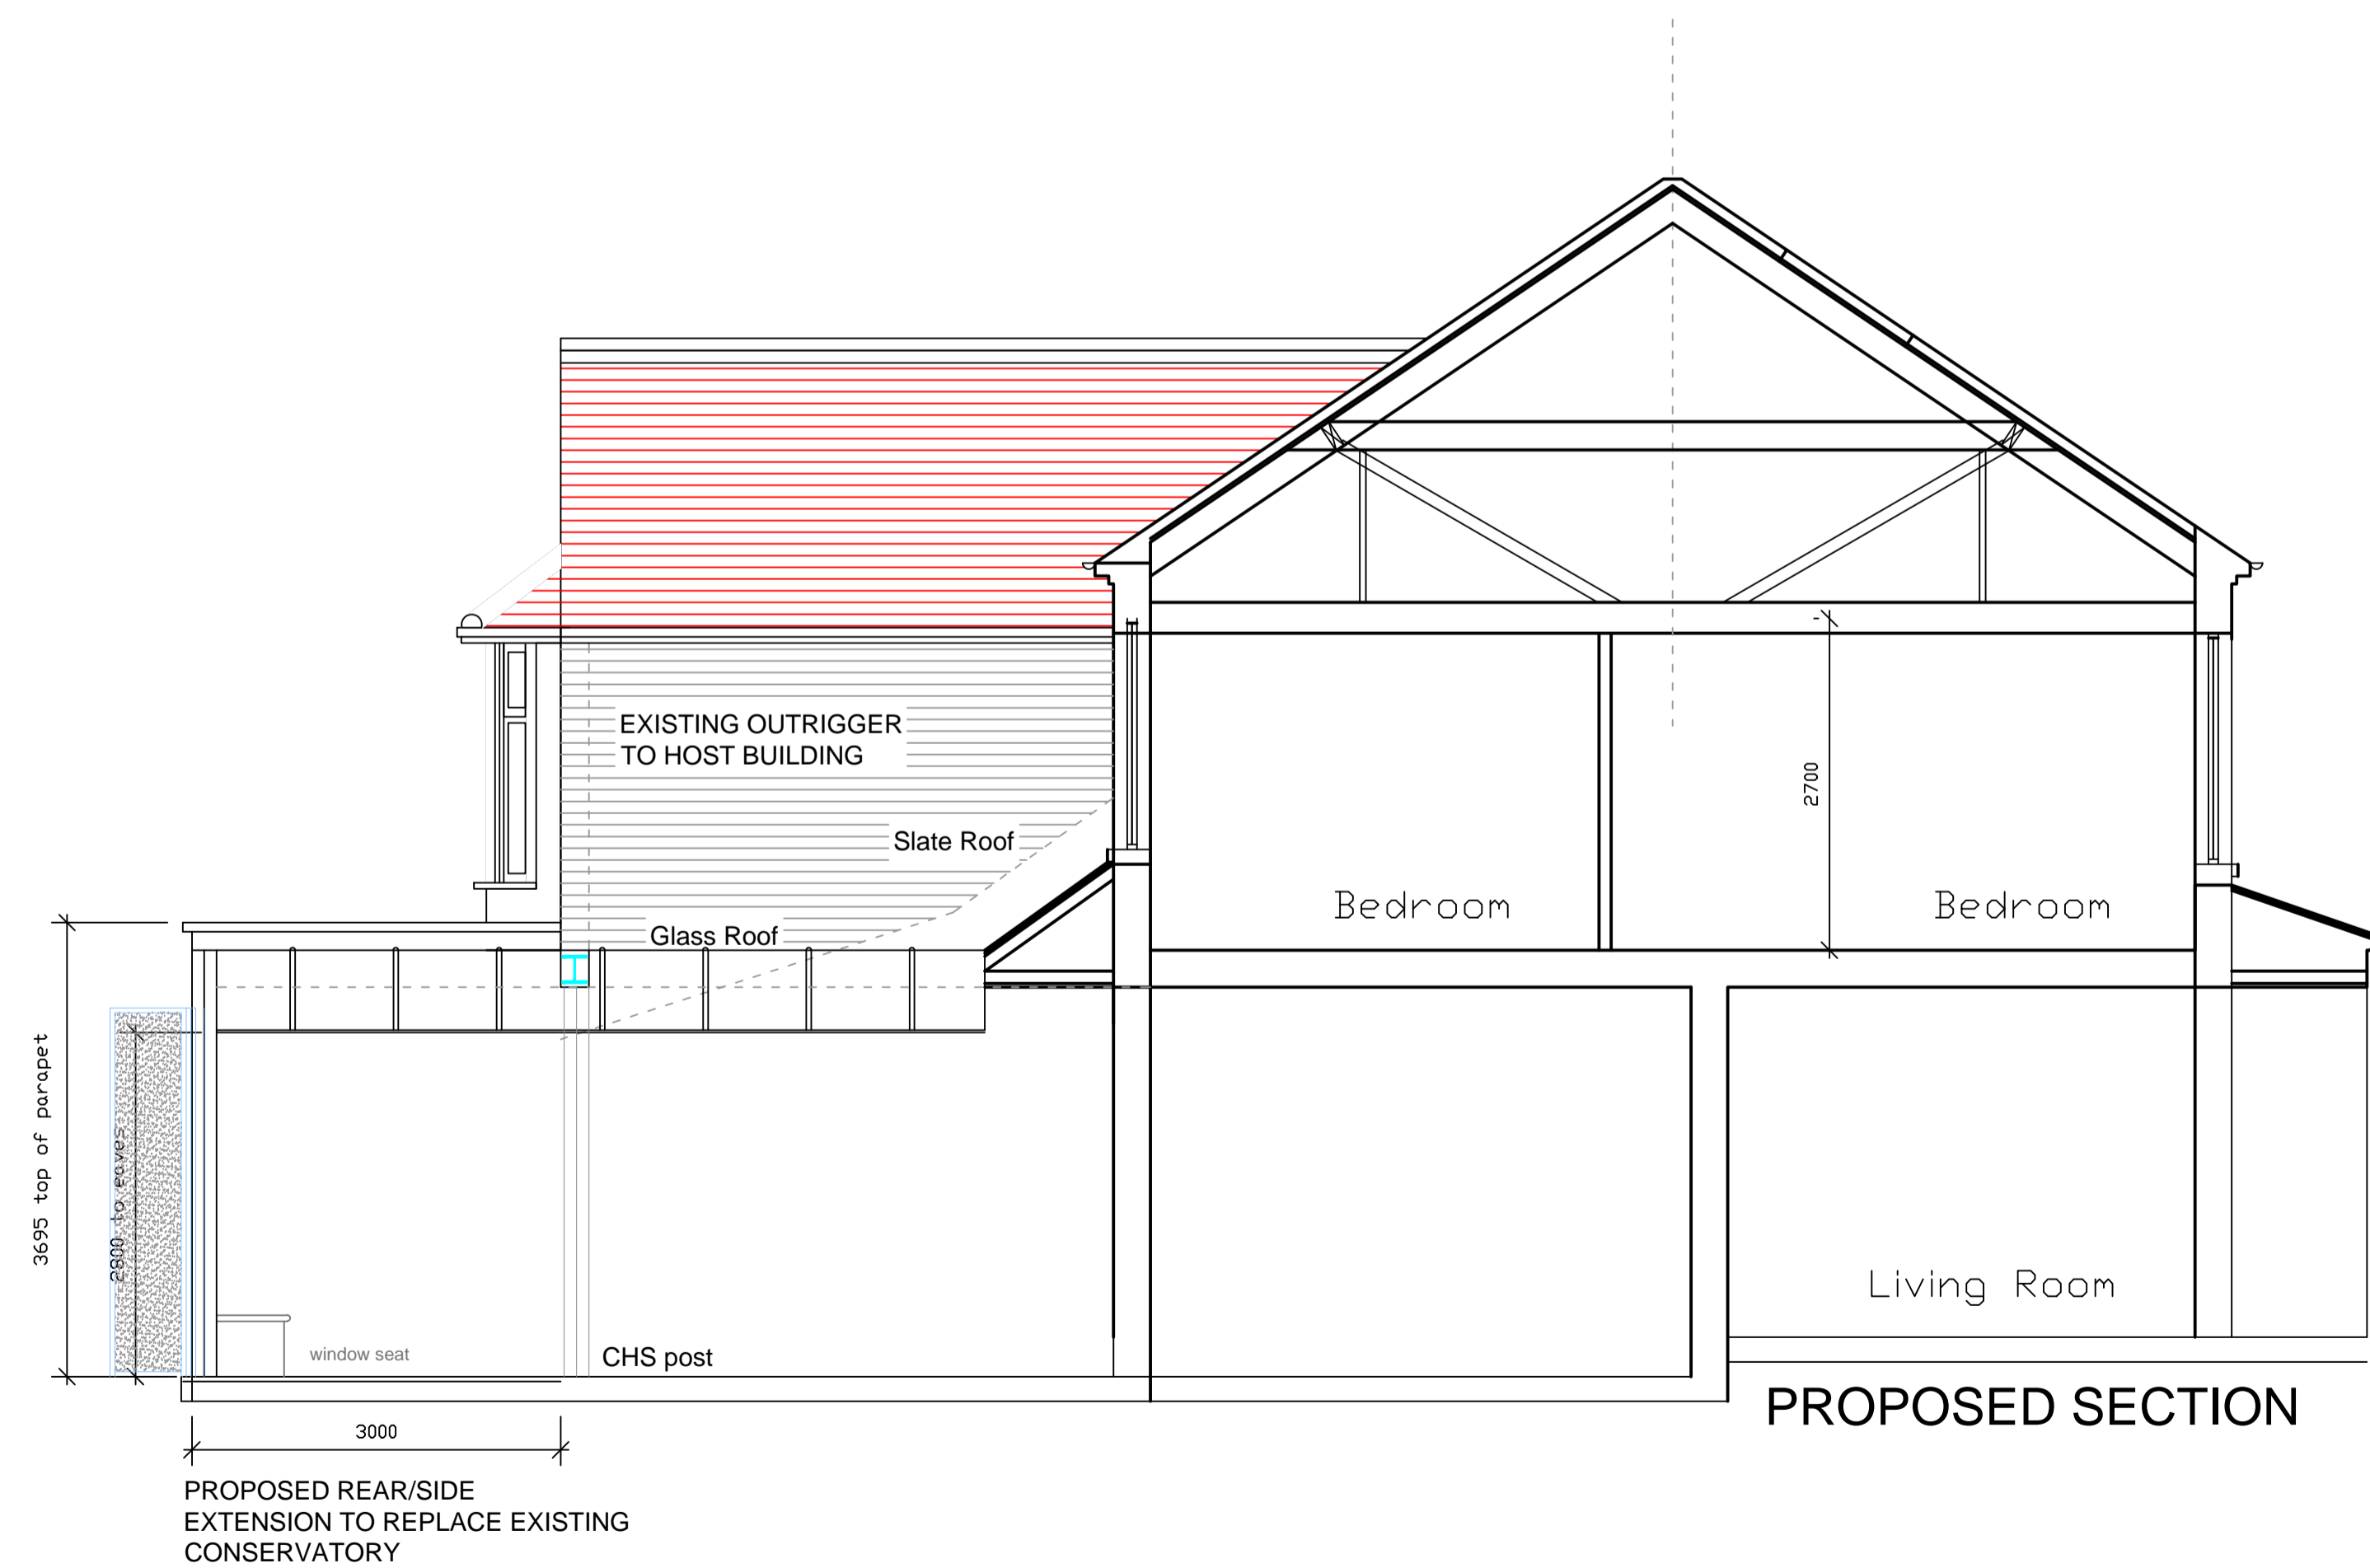 EXISTING OUTRIGGER
TO HOST BUILDING
Slate Roof
Glass Roof
Bedroom
2700
Bedroom
3695 top of parapet
2800 to eaves
Living Room
window seat
CHS post
PROPOSED SECTION
3000
PROPOSED REAR/SIDE
EXTENSION TO REPLACE EXISTING
CONSERVATORY